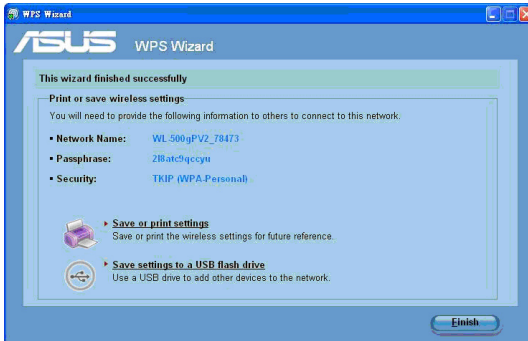 WPS Wizard
ASUS WPS Wizard
This wizard finished successfully
Print or save wireless settings
You will need to provide the following information to others to connect to this network.
▪ Network Name: WL-500gPV2_78473
▪ Passphrase: 2l8atc9qccyu
▪ Security: TKIP (WPA-Personal)
Save or print settings
Save or print the wireless settings for future reference.
Save settings to a USB flash drive
Use a USB drive to add other devices to the network.
Finish